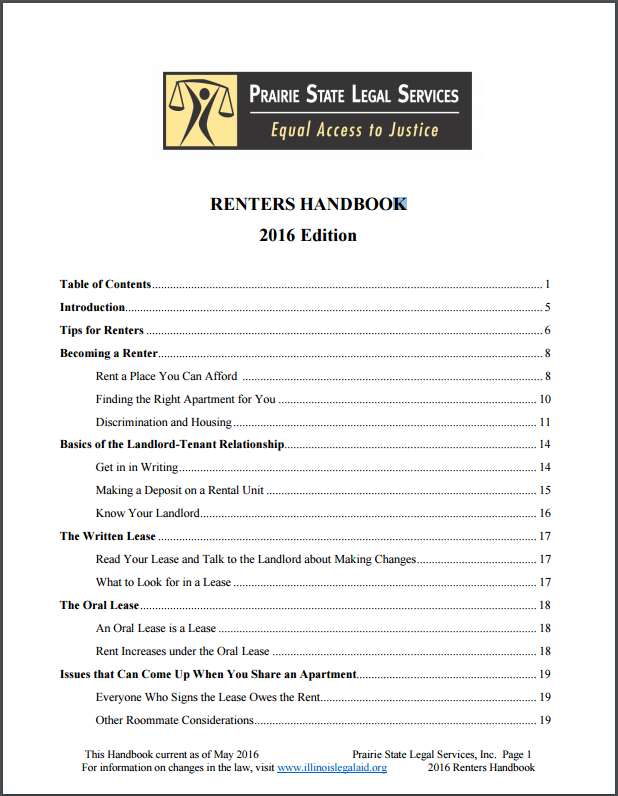 PRAIRIE STATE LEGAL SERVICES
Equal Access to Justice
RENTERS HANDBOOK
2016 Edition
Table of Contents 1
Introduction 5
Tips for Renters 6
Becoming a Renter 8
Rent a Place You Can Afford 8
Finding the Right Apartment for You 10
Discrimination and Housing 11
Basics of the Landlord-Tenant Relationship 14
Get in in Writing 14
Making a Deposit on a Rental Unit 15
Know Your Landlord 16
The Written Lease 17
Read Your Lease and Talk to the Landlord about Making Changes 17
What to Look for in a Lease 17
The Oral Lease 18
An Oral Lease is a Lease 18
Rent Increases under the Oral Lease 18
Issues that Can Come Up When You Share an Apartment 19
Everyone Who Signs the Lease Owes the Rent 19
Other Roommate Considerations 19
This Handbook current as of May 2016 Prairie State Legal Services, Inc. Page 1
For information on changes in the law, visit www.illinoislegalaid.org 2016 Renters Handbook